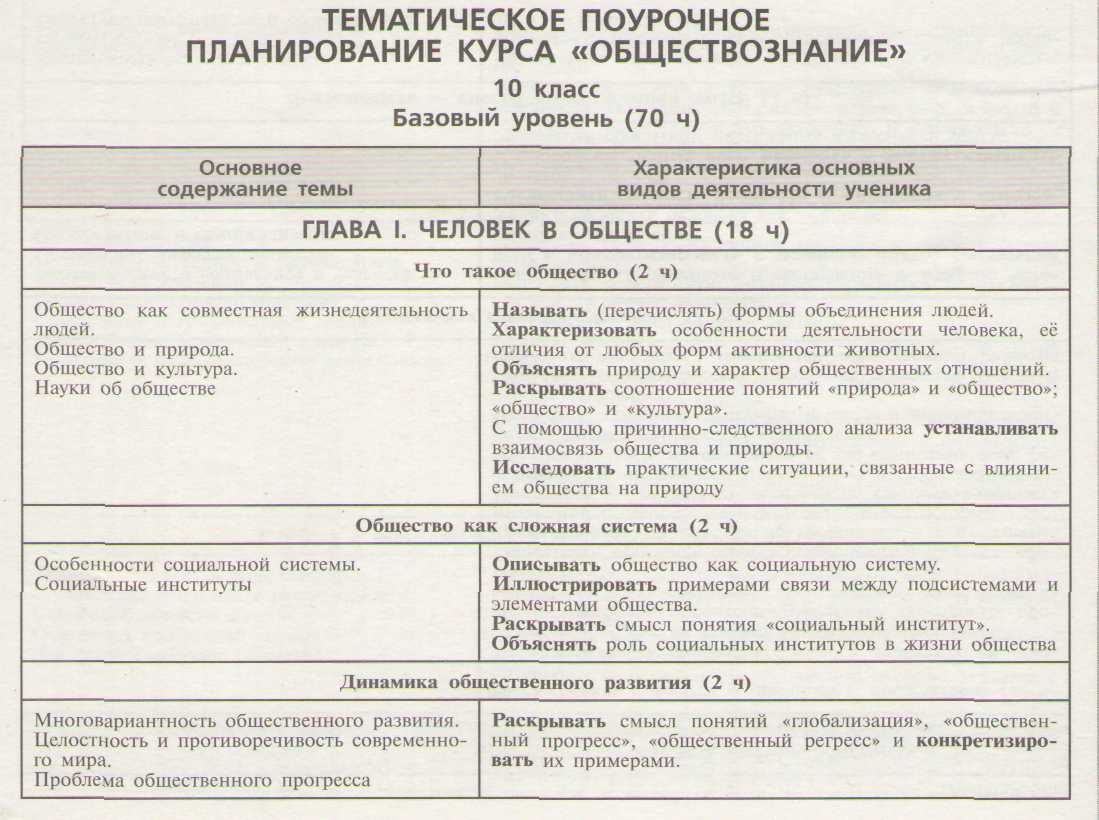 ТЕМАТИЧЕСКОЕ ПОУРОЧНОЕ
ПЛАНИРОВАНИЕ КУРСА «ОБЩЕСТВОЗНАНИЕ»
10 класс
Базовый уровень (70 ч)
Основное
содержание темы
Характеристика основных
видов деятельности ученика
ГЛАВА I. ЧЕЛОВЕК В ОБЩЕСТВЕ (18 ч)
Что такое общество (2 ч)
Общество как совместная жизнедеятельность
людей.
Общество и природа.
Общество и культура.
Науки об обществе
Называть (перечислять) формы объединения людей.
Характеризовать особенности деятельности человека, её
отличия от любых форм активности животных.
Объяснять природу и характер общественных отношений.
Раскрывать соотношение понятий «природа» и «общество»;
«общество» и «культура».
С помощью причинно-следственного анализа устанавливать
взаимосвязь общества и природы.
Исследовать практические ситуации, связанные с влияни-
ем общества на природу
Общество как сложная система (2 ч)
Особенности социальной системы.
Социальные институты
Описывать общество как социальную систему.
Иллюстрировать примерами связи между подсистемами и
элементами общества.
Раскрывать смысл понятия «социальный институт».
Объяснять роль социальных институтов в жизни общества
Динамика общественного развития (2 ч)
Многовариантность общественного развития.
Целостность и противоречивость современно-
го мира.
Проблема общественного прогресса
Раскрывать смысл понятий «глобализация», «обществен-
ный прогресс», «общественный регресс» и конкретизиро-
вать их примерами.